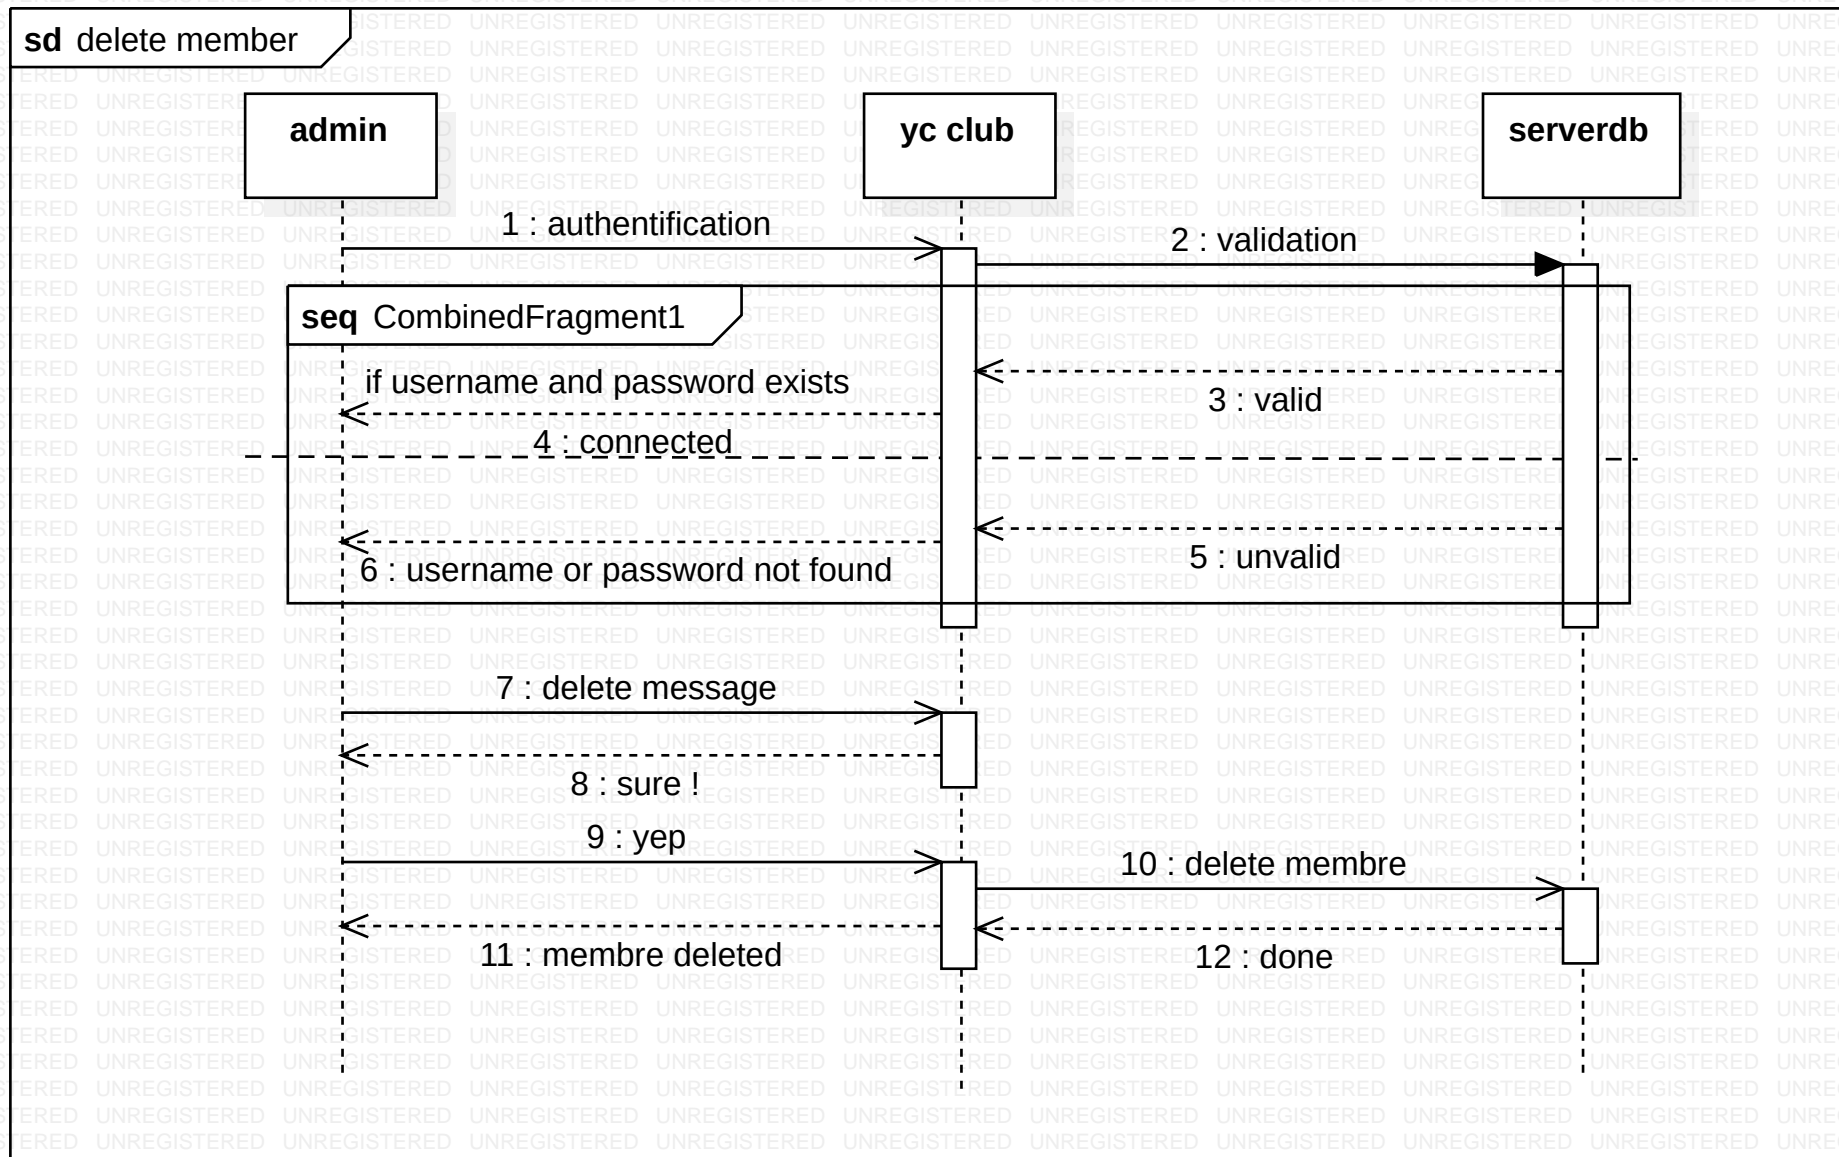 sd delete member
admin
yc club
serverdb
1 : authentification
2 : validation
seq CombinedFragment1
if username and password exists
3 : valid
4 : connected
5 : unvalid
6 : username or password not found
7 : delete message
8 : sure !
9 : yep
10 : delete membre
11 : membre deleted
12 : done
UNREGISTERED